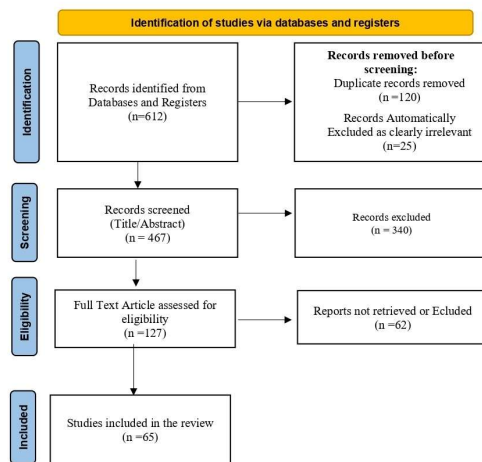 Identification of studies via databases and registers
Identification
Records identified from
Databases and Registers
(n=612)
Records removed before
screening:
Duplicate records removed
(n =120)
Records Automatically
Excluded as clearly irrelevant
(n=25)
Screening
Records screened
(Title/Abstract)
(n = 467)
Records excluded
(n = 340)
Eligibility
Full Text Article assessed for
eligibility
(n =127)
Reports not retrieved or Ecluded
(n =62)
Included
Studies included in the review
(n =65)